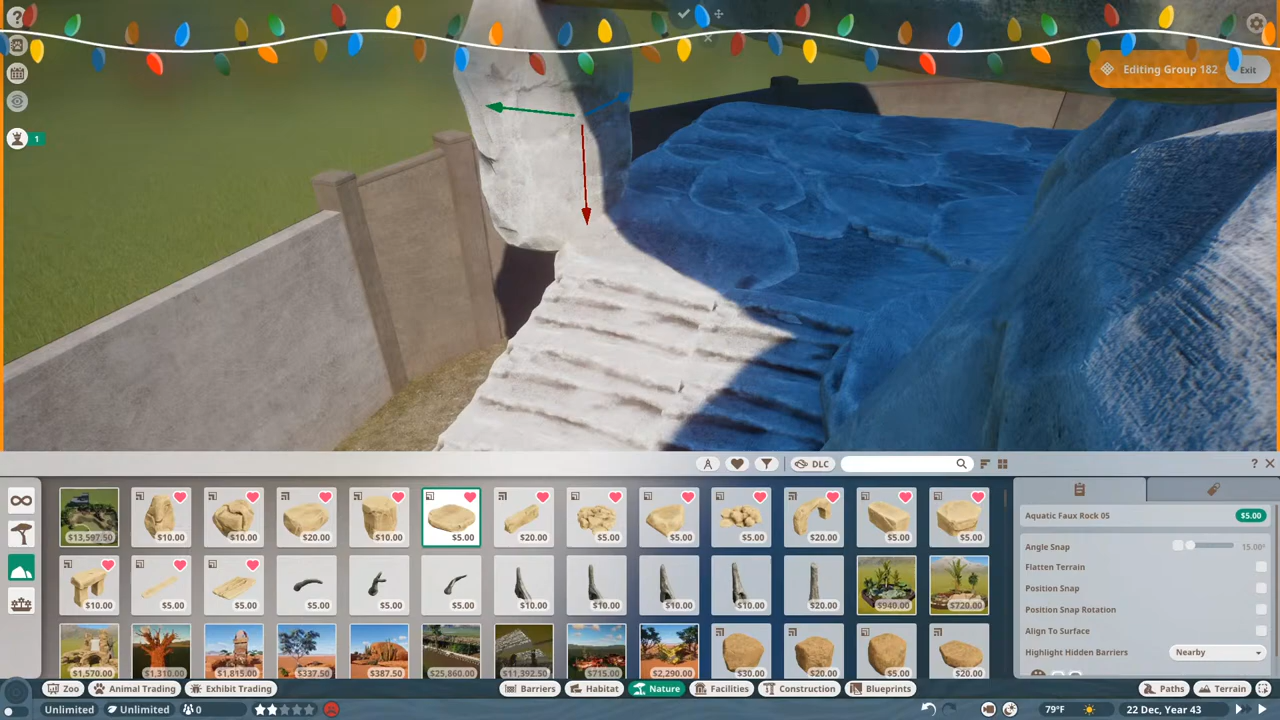 ?
Editing Group 182
Exit
1
DLC
?
$13,597.50
$10.00
$10.00
$20.00
$10.00
$5.00
$20.00
$5.00
$5.00
$5.00
$20.00
$5.00
$5.00
$10.00
$5.00
$5.00
$5.00
$5.00
$5.00
$10.00
$10.00
$10.00
$10.00
$20.00
$940.00
$720.00
$1,570.00
$1,310.00
$1,815.00
$337.50
$387.50
$25,860.00
$11,392.50
$715.00
$2,290.00
$30.00
$20.00
$5.00
$20.00
Aquatic Faux Rock 05
$5.00
Angle Snap
15.00°
Flatten Terrain
Position Snap
Position Snap Rotation
Align To Surface
Highlight Hidden Barriers
Nearby
Zoo
Animal Trading
Exhibit Trading
Barriers
Habitat
Nature
Facilities
Construction
Blueprints
Paths
Terrain
Unlimited
Unlimited
0
79°F
22 Dec, Year 43